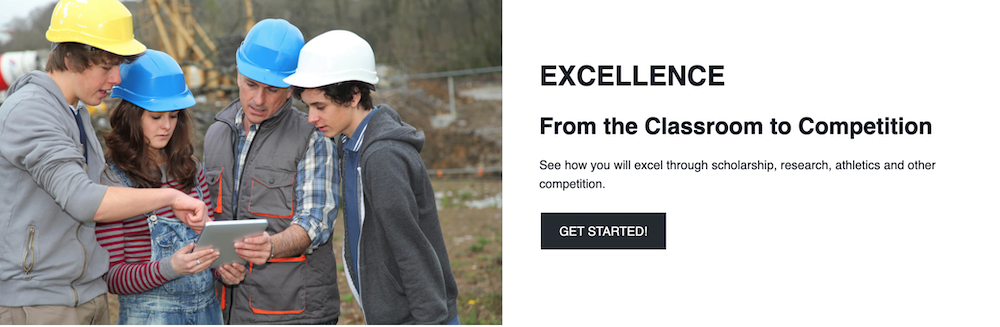 EXCELLENCE
From the Classroom to Competition
See how you will excel through scholarship, research, athletics and other
competition.
GET STARTED!